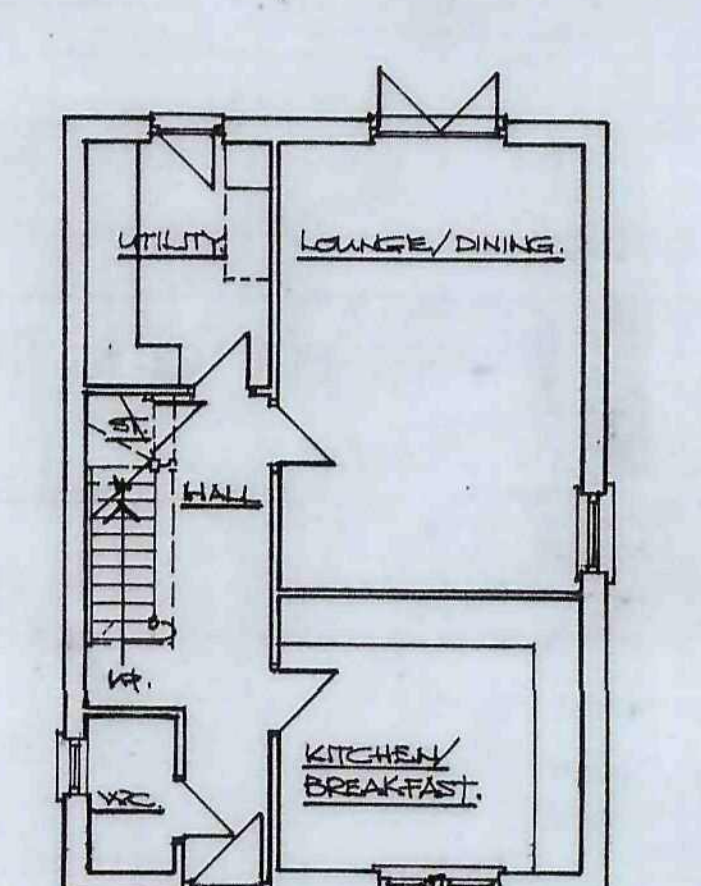 UTILITY.
LOUNGE/DINING.
ST.
HALL
UP.
KITCHEN/
BREAKFAST.
WC.